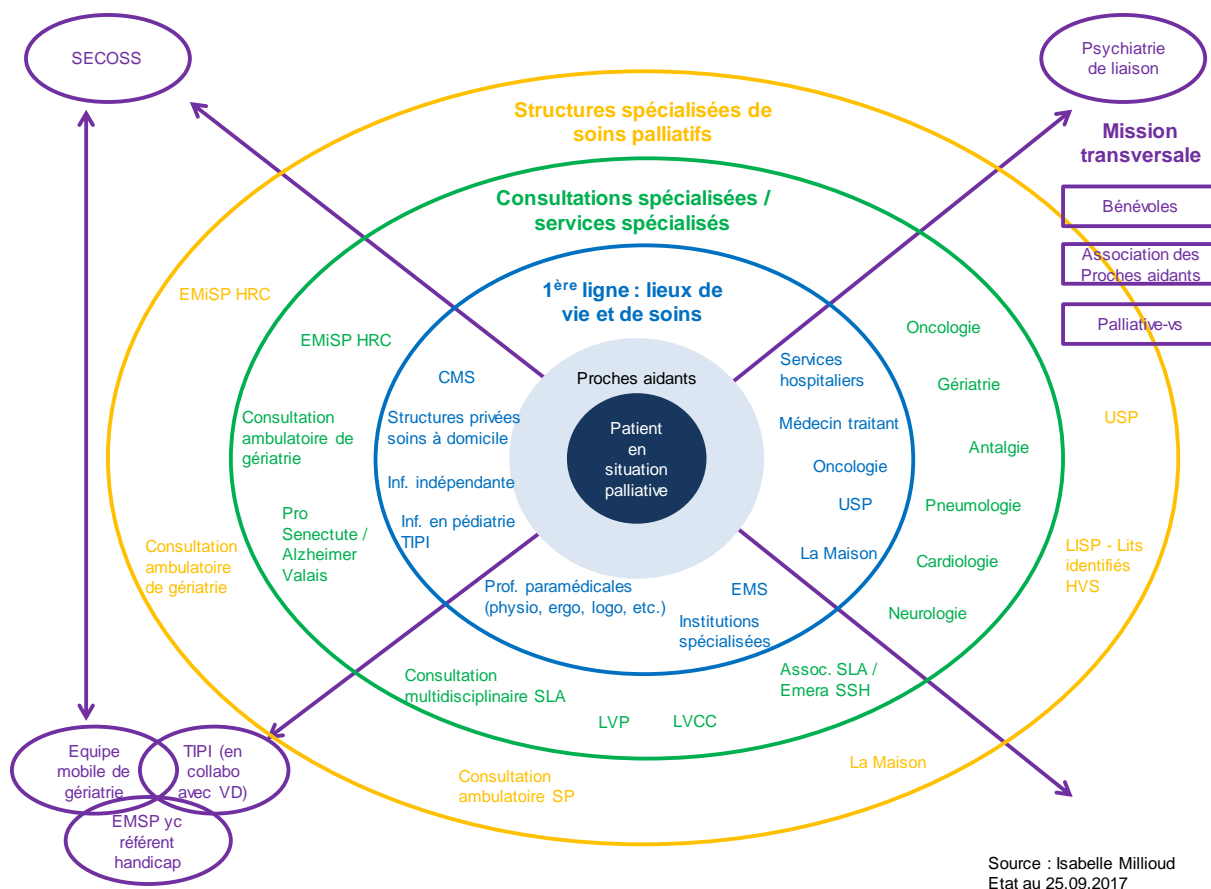 SECOSS
Psychiatrie
de liaison
Mission
transversale
Bénévoles
Association des
Proches aidants
Palliative-vs
Structures spécialisées de
soins palliatifs
Consultations spécialisées /
services spécialisés
1ère ligne : lieux de
vie et de soins
EMiSP HRC
EMiSP HRC
CMS
Structures privées
soins à domicile
Inf. indépendante
Inf. en pédiatrie
TIPI
Prof. paramédicales
(physio, ergo, logo, etc.)
Proches aidants
Patient
en
situation
palliative
Services
hospitaliers
Médecin traitant
Oncologie
USP
La Maison
EMS
Institutions
spécialisées
Oncologie
Gériatrie
Antalgie
Pneumologie
Cardiologie
Neurologie
USP
LISP - Lits
identifiés
HVS
Consultation
ambulatoire de
gériatrie
Pro
Senectute /
Alzheimer
Valais
Consultation
ambulatoire
de gériatrie
Consultation
multidisciplinaire SLA
LVP
LVCC
Assoc. SLA /
Emera SSH
Consultation
ambulatoire SP
La Maison
Equipe
mobile de
gériatrie
TIPI (en
collabo
avec VD)
EMSP yc
référent
handicap
Source : Isabelle Millioud
Etat au 25.09.2017